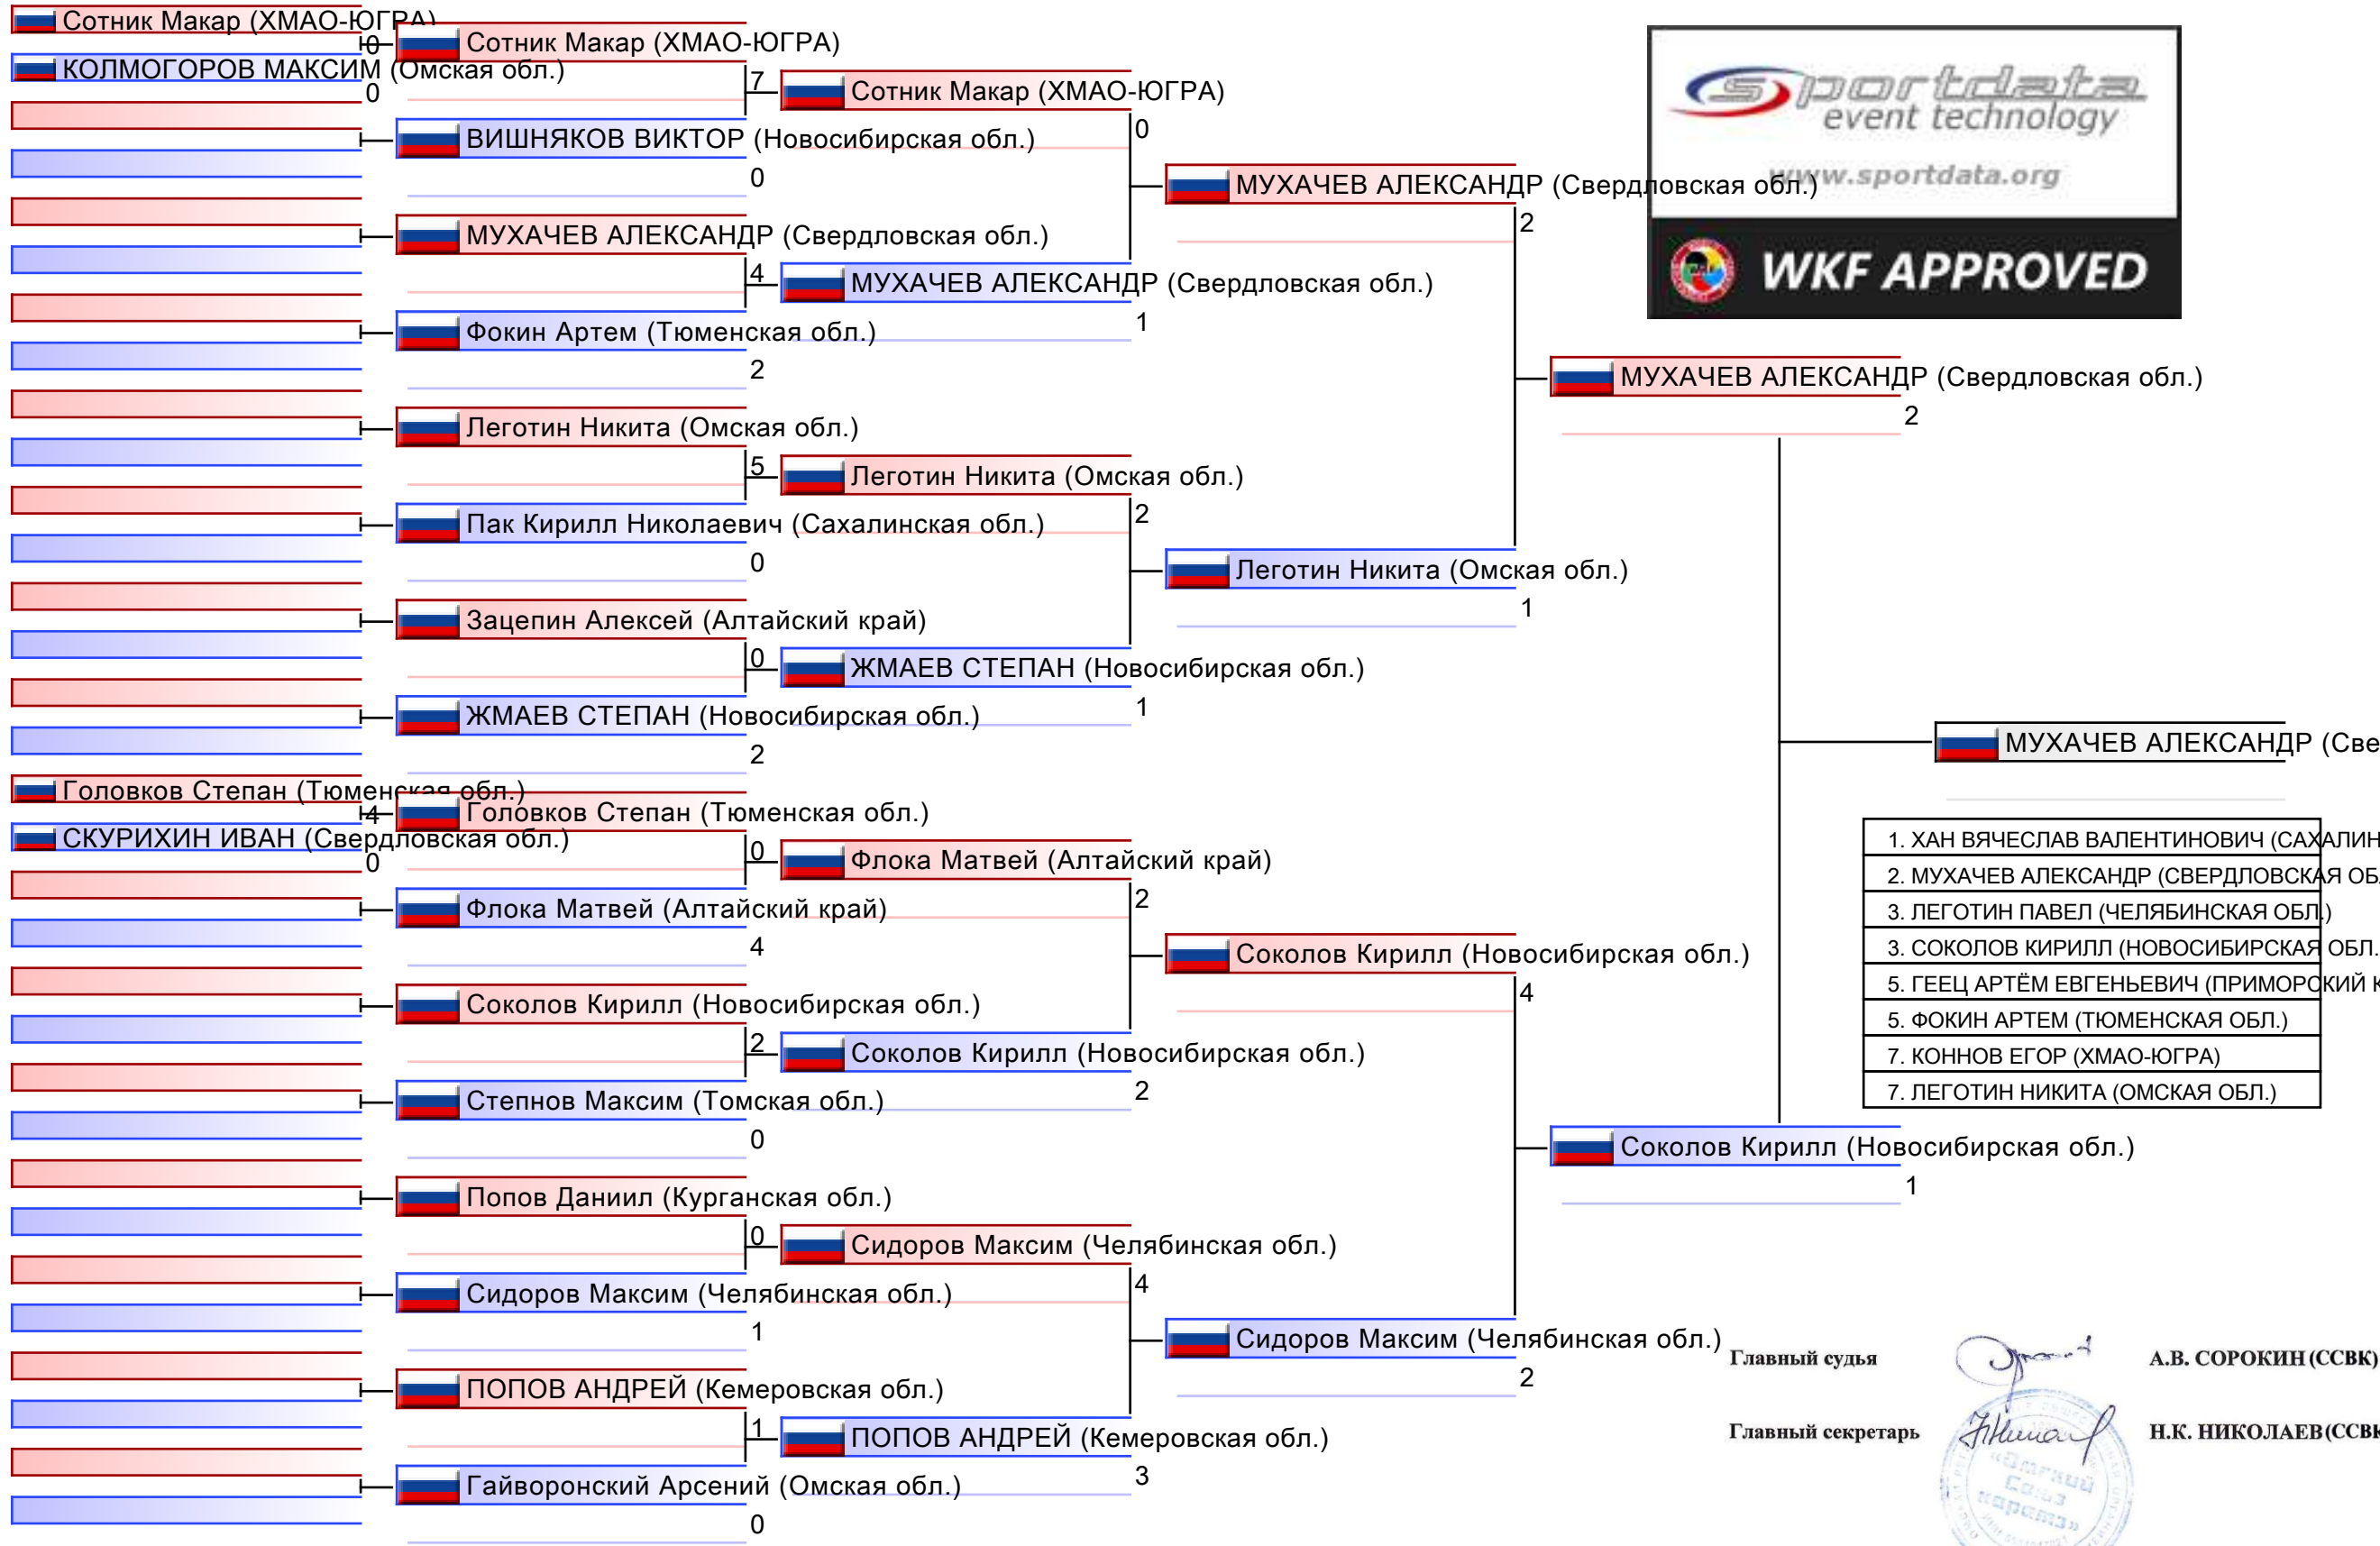 Сотник Макар (ХМАО-ЮГРА)
0
КОЛМОГОРОВ МАКСИМ (Омская обл.)
0
Головков Степан (Тюменская обл.)
4
СКУРИХИН ИВАН (Свердловская обл.)
0
Сотник Макар (ХМАО-ЮГРА)
7
ВИШНЯКОВ ВИКТОР (Новосибирская обл.)
0
МУХАЧЕВ АЛЕКСАНДР (Свердловская обл.)
4
Фокин Артем (Тюменская обл.)
2
Леготин Никита (Омская обл.)
5
Пак Кирилл Николаевич (Сахалинская обл.)
0
Зацепин Алексей (Алтайский край)
0
ЖМАЕВ СТЕПАН (Новосибирская обл.)
2
Головков Степан (Тюменская обл.)
0
Флока Матвей (Алтайский край)
4
Соколов Кирилл (Новосибирская обл.)
2
Степнов Максим (Томская обл.)
0
Попов Даниил (Курганская обл.)
0
Сидоров Максим (Челябинская обл.)
1
ПОПОВ АНДРЕЙ (Кемеровская обл.)
1
Гайворонский Арсений (Омская обл.)
0
Сотник Макар (ХМАО-ЮГРА)
0
МУХАЧЕВ АЛЕКСАНДР (Свердловская обл.)
1
Леготин Никита (Омская обл.)
2
ЖМАЕВ СТЕПАН (Новосибирская обл.)
1
Флока Матвей (Алтайский край)
2
Соколов Кирилл (Новосибирская обл.)
2
Сидоров Максим (Челябинская обл.)
4
ПОПОВ АНДРЕЙ (Кемеровская обл.)
3
МУХАЧЕВ АЛЕКСАНДР (Свердловская обл.)
2
Леготин Никита (Омская обл.)
1
Соколов Кирилл (Новосибирская обл.)
4
Сидоров Максим (Челябинская обл.)
2
sportdata
event technology
www.sportdata.org
WKF APPROVED
МУХАЧЕВ АЛЕКСАНДР (Свердловская обл.)
2
Соколов Кирилл (Новосибирская обл.)
1
МУХАЧЕВ АЛЕКСАНДР (Све
1. ХАН ВЯЧЕСЛАВ ВАЛЕНТИНОВИЧ (САХАЛИН
2. МУХАЧЕВ АЛЕКСАНДР (СВЕРДЛОВСКАЯ ОБ
3. ЛЕГОТИН ПАВЕЛ (ЧЕЛЯБИНСКАЯ ОБЛ.)
3. СОКОЛОВ КИРИЛЛ (НОВОСИБИРСКАЯ ОБЛ.
5. ГЕЕЦ АРТЁМ ЕВГЕНЬЕВИЧ (ПРИМОРСКИЙ К
5. ФОКИН АРТЕМ (ТЮМЕНСКАЯ ОБЛ.)
7. КОННОВ ЕГОР (ХМАО-ЮГРА)
7. ЛЕГОТИН НИКИТА (ОМСКАЯ ОБЛ.)
Главный судья А.В. СОРОКИН (ССВК)
Главный секретарь Н.К. НИКОЛАЕВ (ССВК
«Омский
Союз
каратэ»